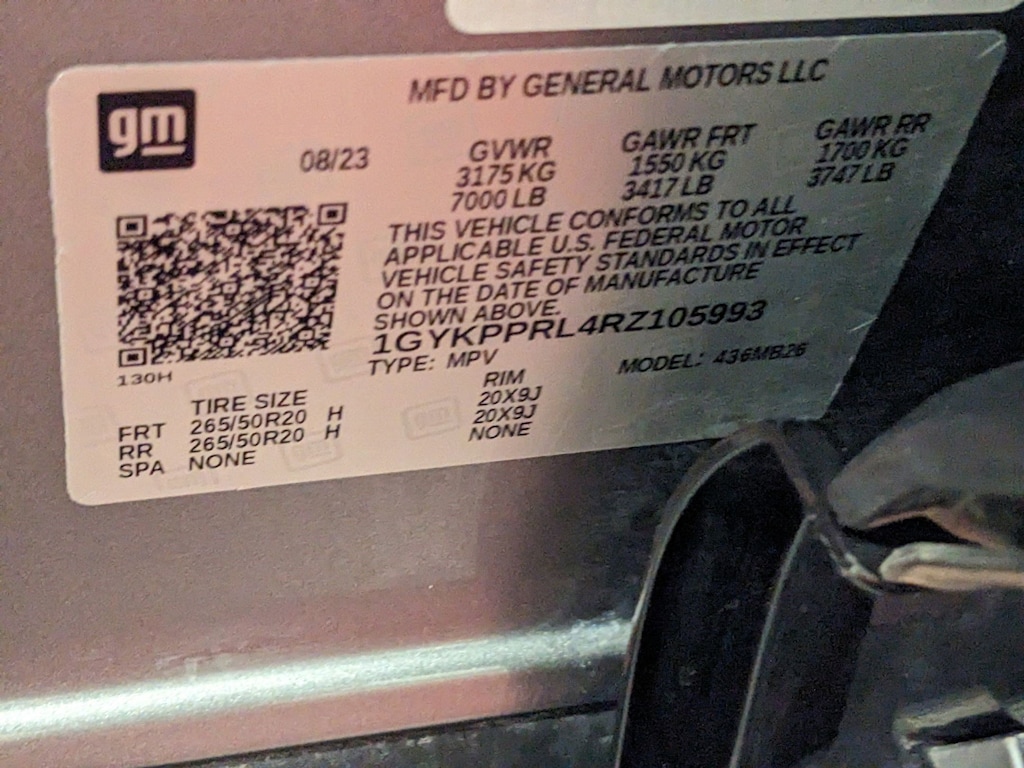 gm
MFD BY GENERAL MOTORS LLC
08/23
GVWR
3175 KG
7000 LB
GAWR FRT
1550 KG
3417 LB
GAWR RR
1700 KG
3747 LB
THIS VEHICLE CONFORMS TO ALL
APPLICABLE U.S. FEDERAL MOTOR
VEHICLE SAFETY STANDARDS IN EFFECT
ON THE DATE OF MANUFACTURE
SHOWN ABOVE.
1GYKPPRL4RZ105993
TYPE: MPV MODEL: 436MB26
130H
TIRE SIZE RIM
FRT 265/50R20 H 20X9J
RR 265/50R20 H 20X9J
SPA NONE NONE